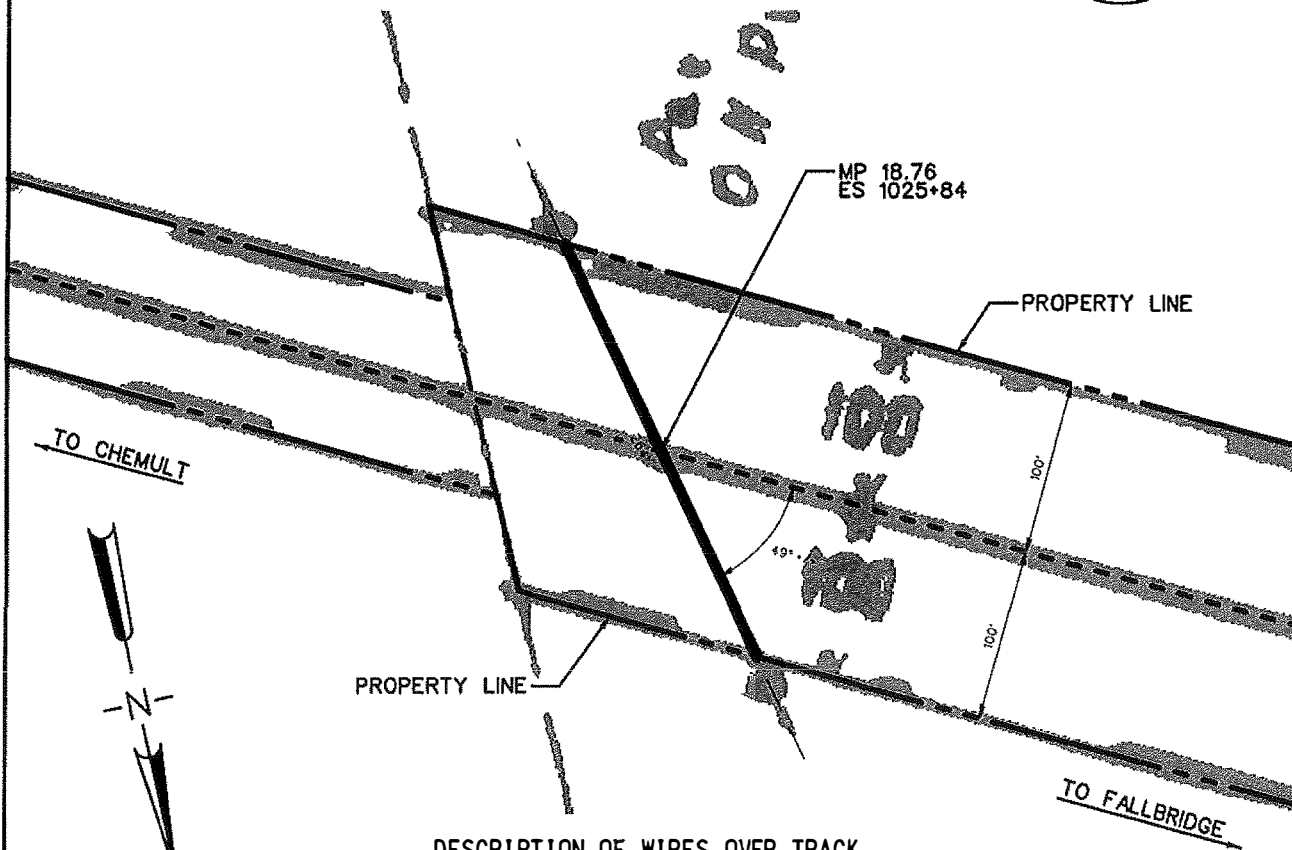 MP 18.76
ES 1025+84
PROPERTY LINE
100'
TO CHEMULT
49°
100'
PROPERTY LINE
-N-
TO FALLBRIDGE
DESCRIPTION OF WIRES OVER TRACK